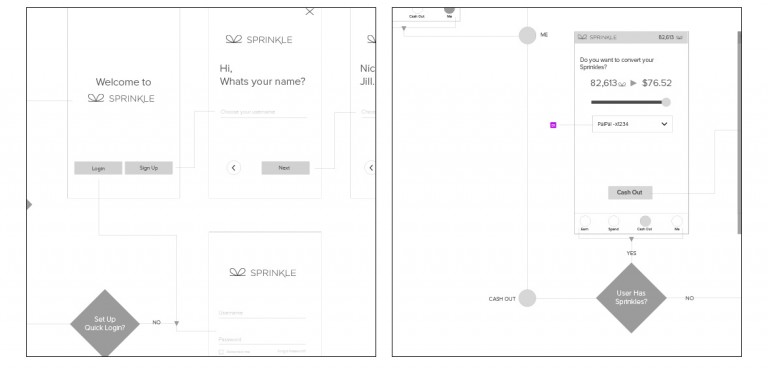 SPRINKLE
Welcome to
SPRINKLE
Hi,
Whats your name?
Choose your username
Nic
Jill.
Choo
Login
Sign Up
Next
SPRINKLE
Username
Password
Set Up
Quick Login?
NO
Cash Out
Me
ME
SPRINKLE
82,613
Do you want to convert your
Sprinkles?
82,613
$76.52
PalPal -x1234
Cash Out
Earn
Spend
Cash Out
Me
YES
User Has
Sprinkles?
CASH OUT
NO